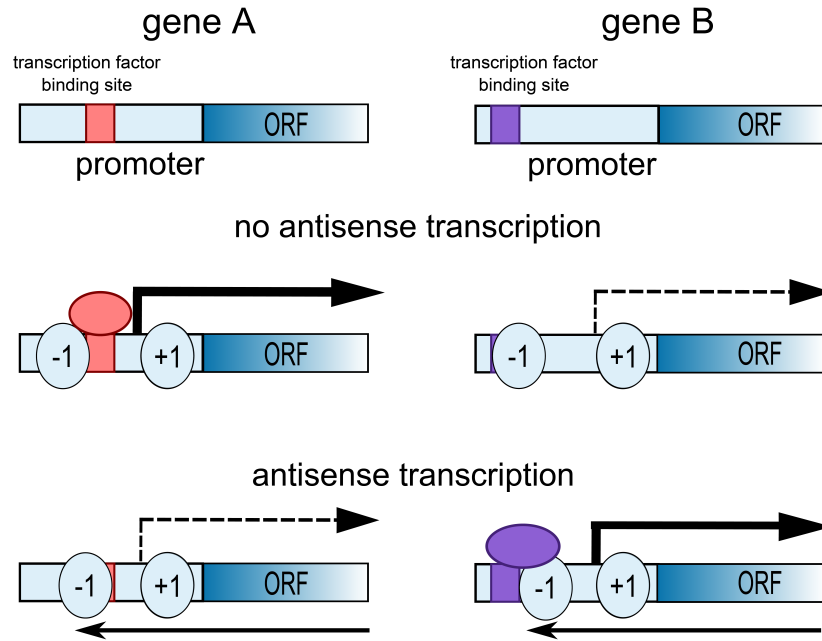 gene A
gene B
transcription factor
binding site
transcription factor
binding site
ORF
ORF
promoter
promoter
no antisense transcription
-1
+1
ORF
-1
+1
ORF
antisense transcription
-1
+1
ORF
-1
+1
ORF